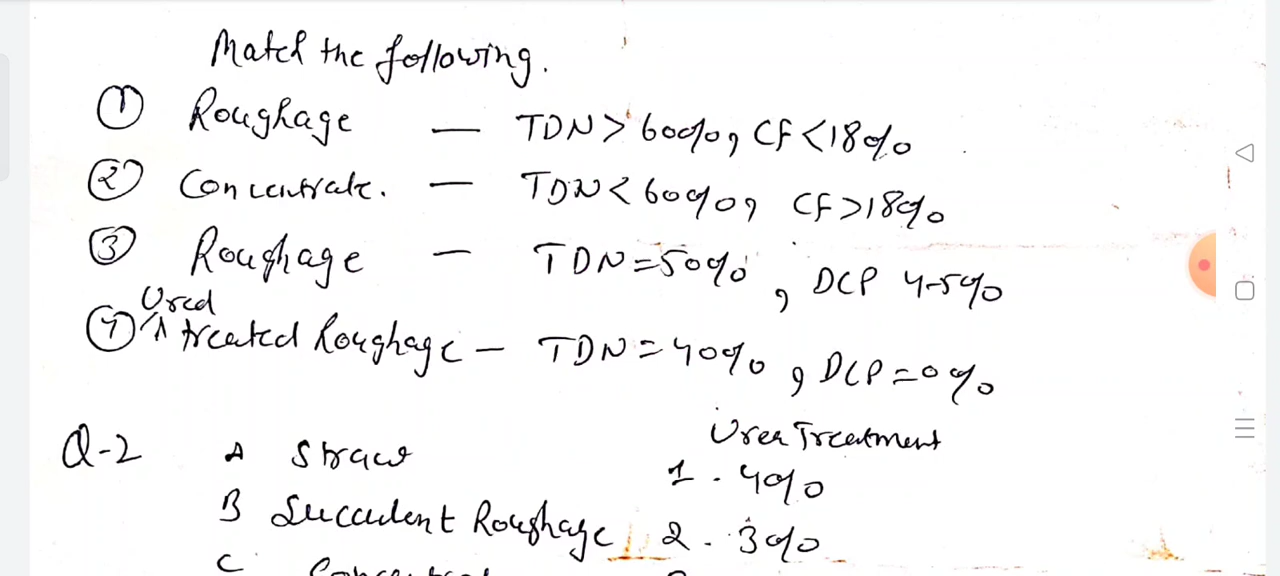 Match the following.
① Roughage — TDN > 60%, CF < 18%
② Concentrate. — TDN < 60%, CF > 18%
③ Roughage — TDN = 50%, DCP 4-5%
④ Urea treated Roughage — TDN = 40%, DCP = 0%
Urea Treatment
Q-2 A Straw 1. 4%
B Succulent Roughage 2. 3%
C